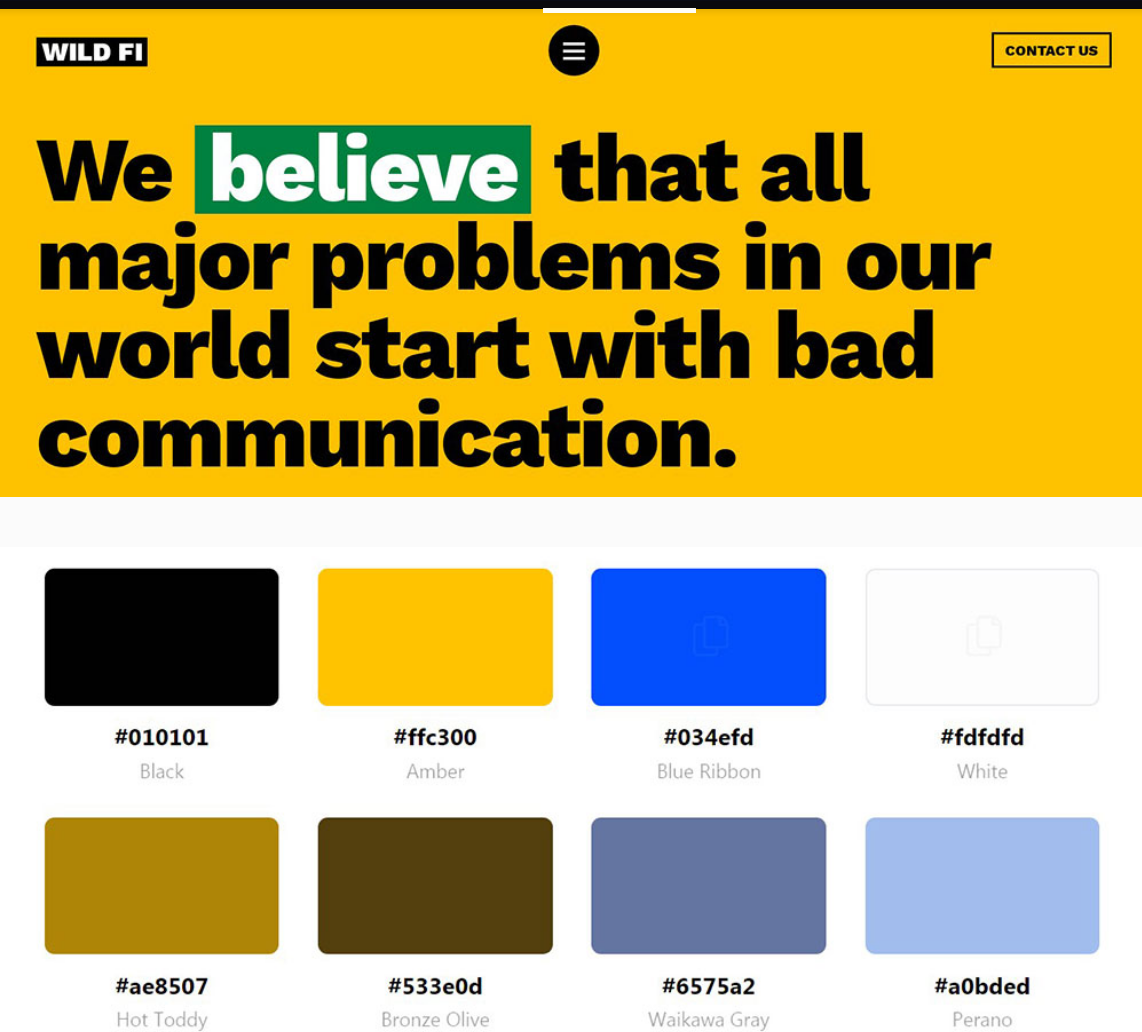 WILD FI
CONTACT US
We believe that all
major problems in our
world start with bad
communication.
#010101 #ffc300 #034efd #fdfdfd
Black Amber Blue Ribbon White
#ae8507 #533e0d #6575a2 #a0bded
Hot Toddy Bronze Olive Waikawa Gray Perano